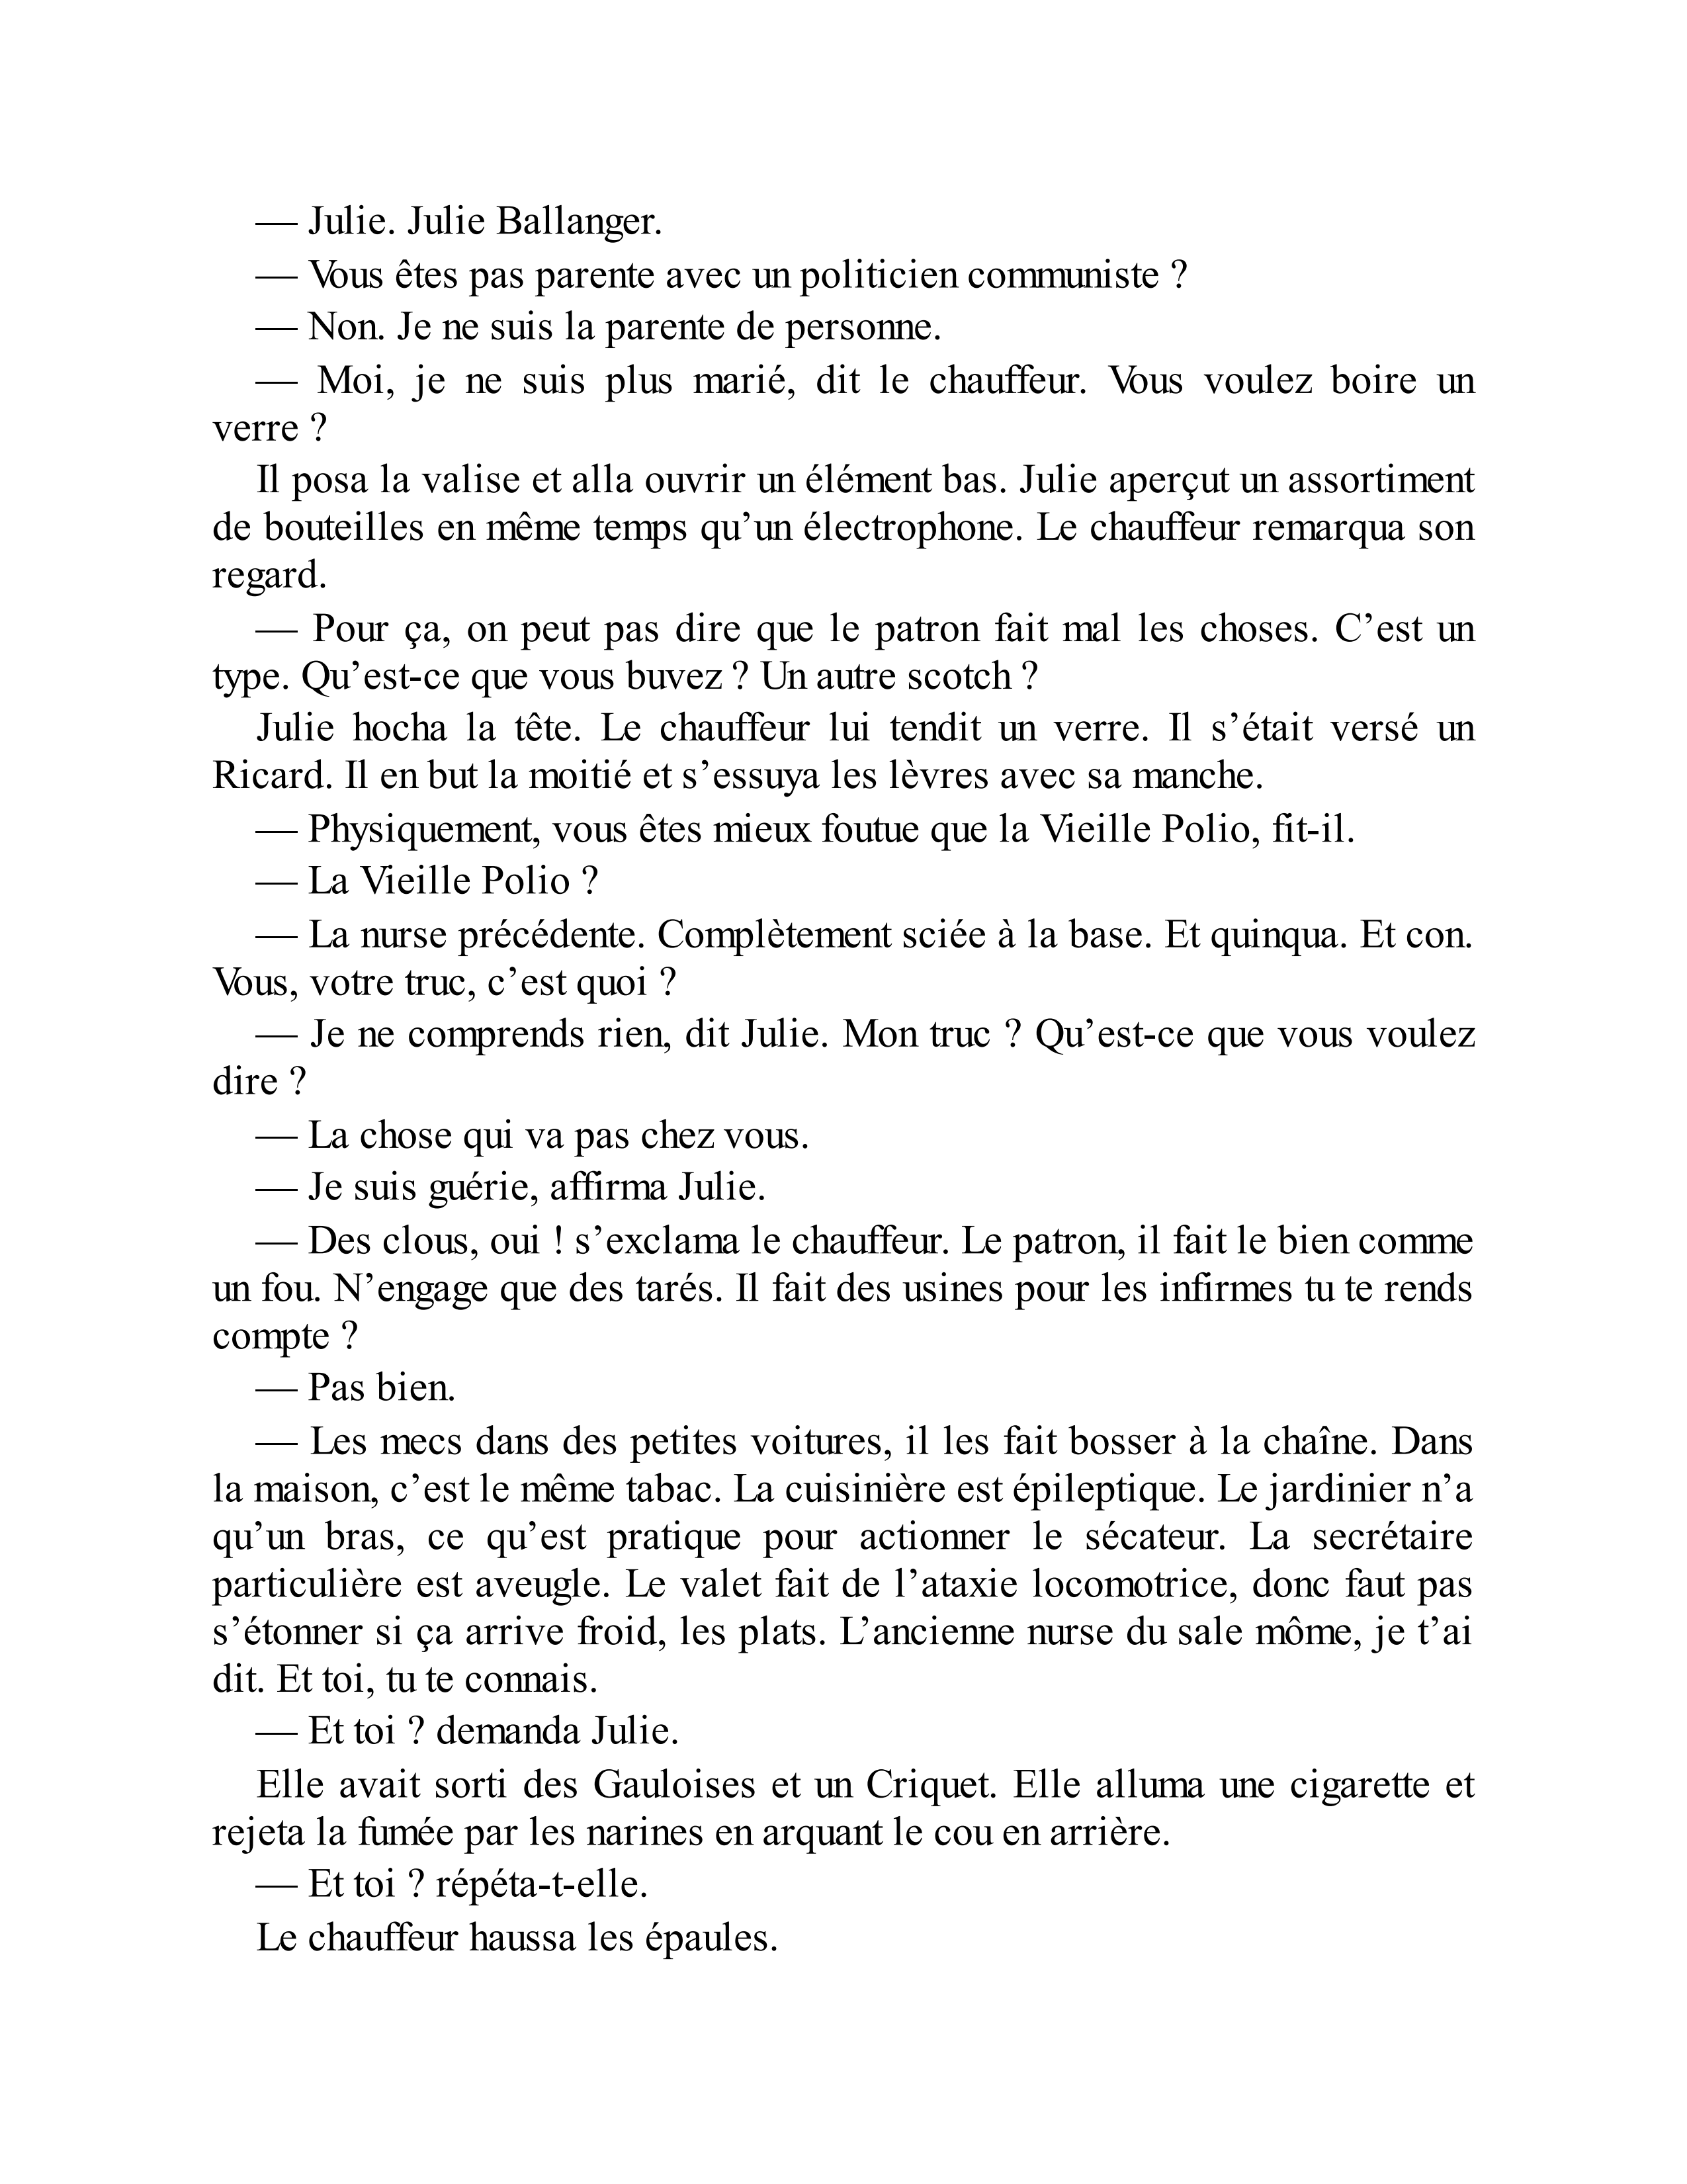 — Julie. Julie Ballanger.
— Vous êtes pas parente avec un politicien communiste ?
— Non. Je ne suis la parente de personne.
— Moi, je ne suis plus marié, dit le chauffeur. Vous voulez boire un
verre ?
Il posa la valise et alla ouvrir un élément bas. Julie aperçut un assortiment
de bouteilles en même temps qu’un électrophone. Le chauffeur remarqua son
regard.
— Pour ça, on peut pas dire que le patron fait mal les choses. C’est un
type. Qu’est-ce que vous buvez ? Un autre scotch ?
Julie hocha la tête. Le chauffeur lui tendit un verre. Il s’était versé un
Ricard. Il en but la moitié et s’essuya les lèvres avec sa manche.
— Physiquement, vous êtes mieux foutue que la Vieille Polio, fit-il.
— La Vieille Polio ?
— La nurse précédente. Complètement sciée à la base. Et quinqua. Et con.
Vous, votre truc, c’est quoi ?
— Je ne comprends rien, dit Julie. Mon truc ? Qu’est-ce que vous voulez
dire ?
— La chose qui va pas chez vous.
— Je suis guérie, affirma Julie.
— Des clous, oui ! s’exclama le chauffeur. Le patron, il fait le bien comme
un fou. N’engage que des tarés. Il fait des usines pour les infirmes tu te rends
compte ?
— Pas bien.
— Les mecs dans des petites voitures, il les fait bosser à la chaîne. Dans
la maison, c’est le même tabac. La cuisinière est épileptique. Le jardinier n’a
qu’un bras, ce qu’est pratique pour actionner le sécateur. La secrétaire
particulière est aveugle. Le valet fait de l’ataxie locomotrice, donc faut pas
s’étonner si ça arrive froid, les plats. L’ancienne nurse du sale môme, je t’ai
dit. Et toi, tu te connais.
— Et toi ? demanda Julie.
Elle avait sorti des Gauloises et un Criquet. Elle alluma une cigarette et
rejeta la fumée par les narines en arquant le cou en arrière.
— Et toi ? répéta-t-elle.
Le chauffeur haussa les épaules.